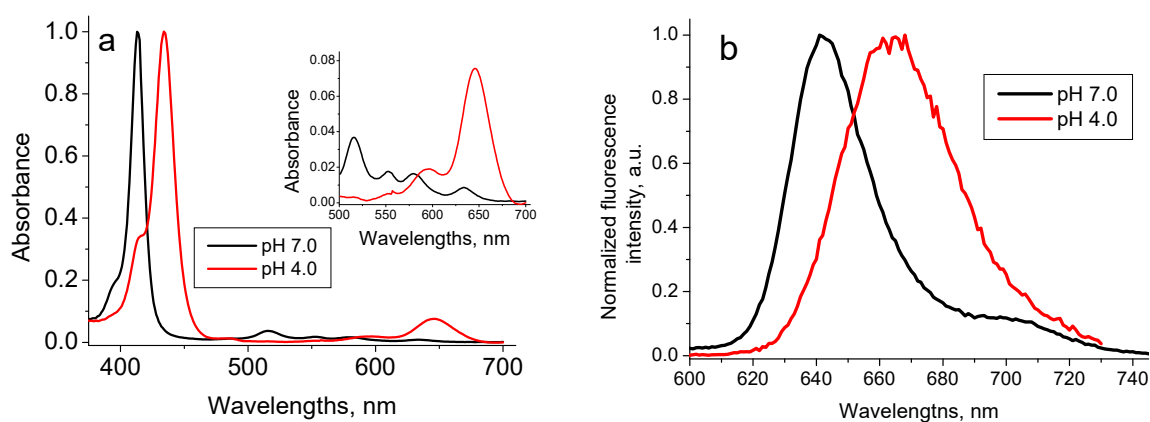 a
Absorbance
1.0
0.8
0.6
0.4
0.2
0.0
400
500
600
700
Wavelengths, nm
pH 7.0
pH 4.0
Absorbance
0.08
0.06
0.04
0.02
0.00
500
550
600
650
700
Wavelengths, nm
b
Normalized fluorescence
intensity, a.u.
1.0
0.8
0.6
0.4
0.2
0.0
600
620
640
660
680
700
720
740
Wavelengtns, nm
pH 7.0
pH 4.0